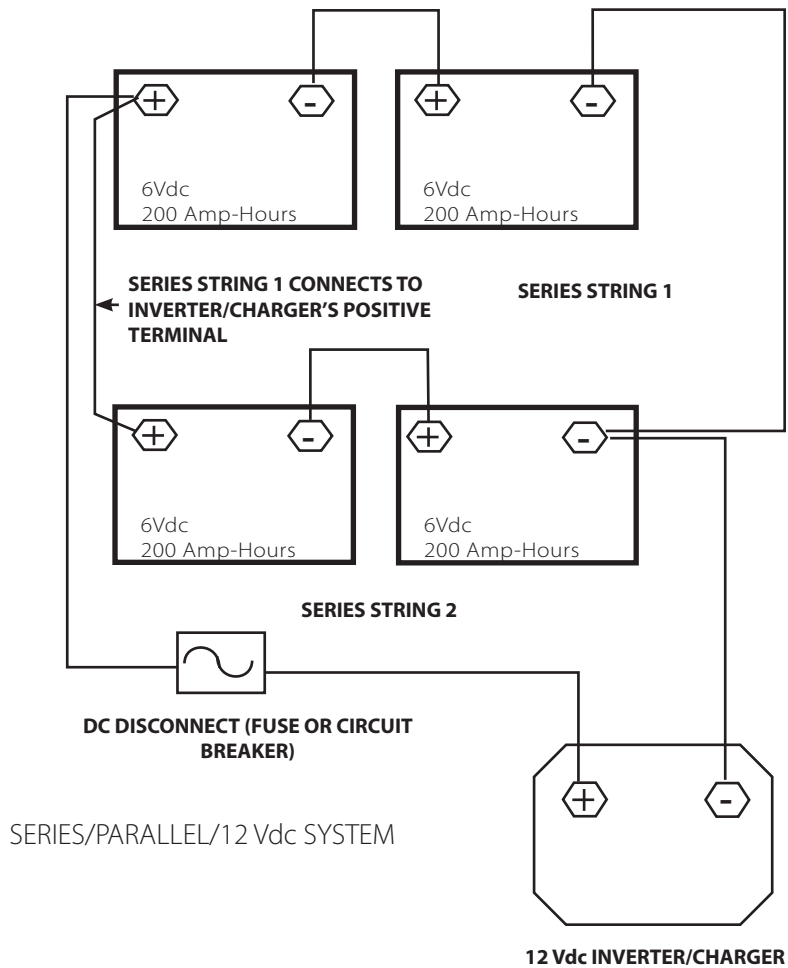 +
-
+
-
6Vdc
200 Amp-Hours
6Vdc
200 Amp-Hours
SERIES STRING 1 CONNECTS TO
INVERTER/CHARGER’S POSITIVE
TERMINAL
SERIES STRING 1
+
-
+
-
6Vdc
200 Amp-Hours
6Vdc
200 Amp-Hours
SERIES STRING 2
DC DISCONNECT (FUSE OR CIRCUIT
BREAKER)
+
-
SERIES/PARALLEL/12 Vdc SYSTEM
12 Vdc INVERTER/CHARGER